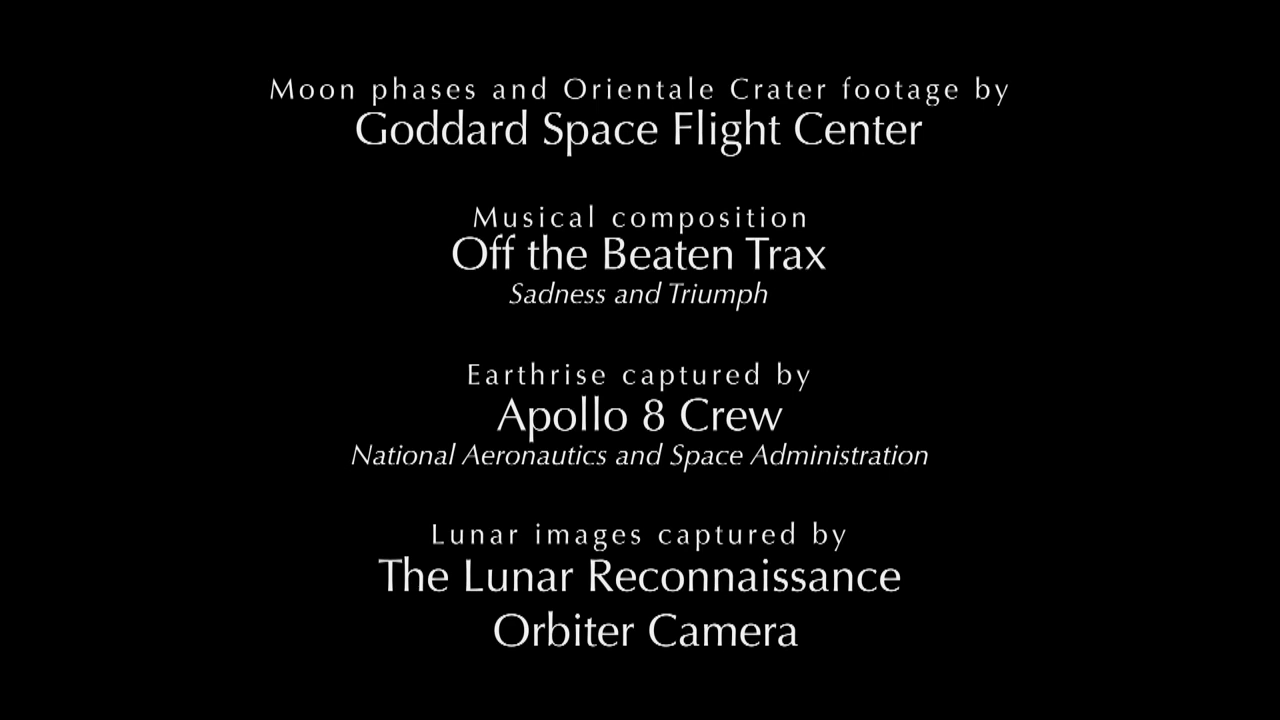 Moon phases and Orientale Crater footage by
Goddard Space Flight Center
Musical composition
Off the Beaten Trax
Sadness and Triumph
Earthrise captured by
Apollo 8 Crew
National Aeronautics and Space Administration
Lunar images captured by
The Lunar Reconnaissance
Orbiter Camera